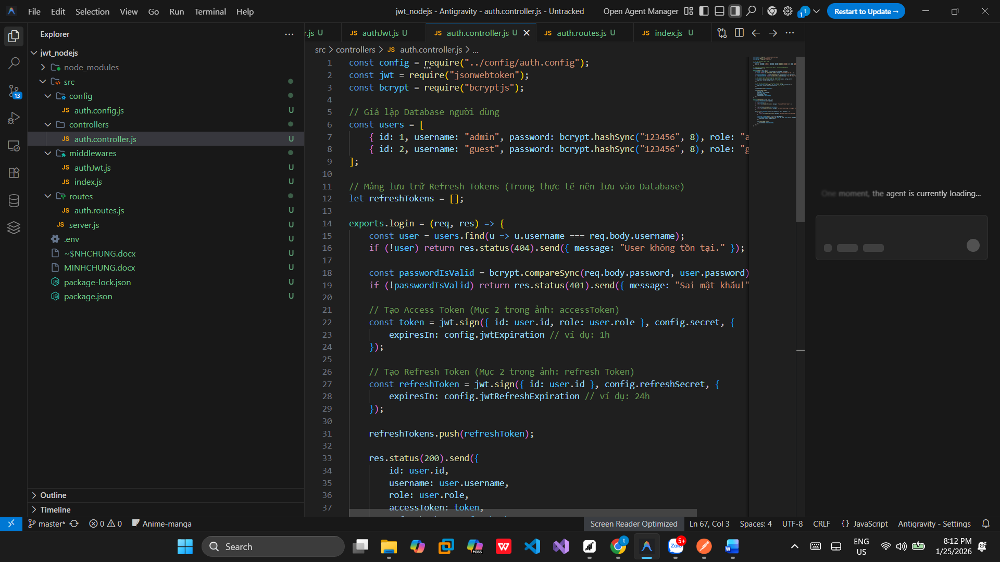 File Edit Selection View Go Run Terminal Help
jwt_nodejs - Antigravity - auth.controller.js - Untracked
Open Agent Manager
1
t
Restart to Update →
Explorer
jwt_nodejs
node_modules
src
config
JS auth.config.js U
controllers
JS auth.controller.js U
middlewares
JS authJwt.js U
JS index.js U
routes
JS auth.routes.js U
JS server.js U
.env U
~$NHCHUNG.docx U
MINHCHUNG.docx U
package-lock.json U
package.json U
13
Outline
Timeline
r.js U
JS authJwt.js U
JS auth.controller.js U
JS auth.routes.js U
JS index.js U
src > controllers > JS auth.controller.js > ...
1 const config = require("../config/auth.config");
2 const jwt = require("jsonwebtoken");
3 const bcrypt = require("bcryptjs");
4
5 // Giả lập Database người dùng
6 const users = [
7 { id: 1, username: "admin", password: bcrypt.hashSync("123456", 8), role: "a
8 { id: 2, username: "guest", password: bcrypt.hashSync("123456", 8), role: "g
9 ];
10
11 // Mảng lưu trữ Refresh Tokens (Trong thực tế nên lưu vào Database)
12 let refreshTokens = [];
13
14 exports.login = (req, res) => {
15 const user = users.find(u => u.username === req.body.username);
16 if (!user) return res.status(404).send({ message: "User không tồn tại." });
17
18 const passwordIsValid = bcrypt.compareSync(req.body.password, user.password)
19 if (!passwordIsValid) return res.status(401).send({ message: "Sai mật khẩu!"
20
21 // Tạo Access Token (Mục 2 trong ảnh: accessToken)
22 const token = jwt.sign({ id: user.id, role: user.role }, config.secret, {
23 expiresIn: config.jwtExpiration // ví dụ: 1h
24 });
25
26 // Tạo Refresh Token (Mục 2 trong ảnh: refresh Token)
27 const refreshToken = jwt.sign({ id: user.id }, config.refreshSecret, {
28 expiresIn: config.jwtRefreshExpiration // ví dụ: 24h
29 });
30
31 refreshTokens.push(refreshToken);
32
33 res.status(200).send({
34 id: user.id,
35 username: user.username,
36 role: user.role,
37 accessToken: token,
One moment, the agent is currently loading...
master* 0 0 Anime-manga
Screen Reader Optimized Ln 67, Col 3 Spaces: 4 UTF-8 CRLF {} JavaScript Antigravity - Settings
Search
M365
W
t
Zalo
5+
W
ENG
US
8:12 PM
1/25/2026